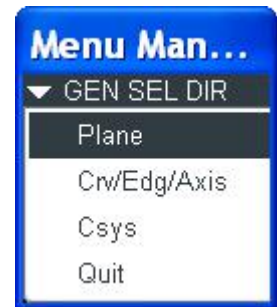 Menu Man...
GEN SEL DIR
Plane
Crv/Edg/Axis
Csys
Quit